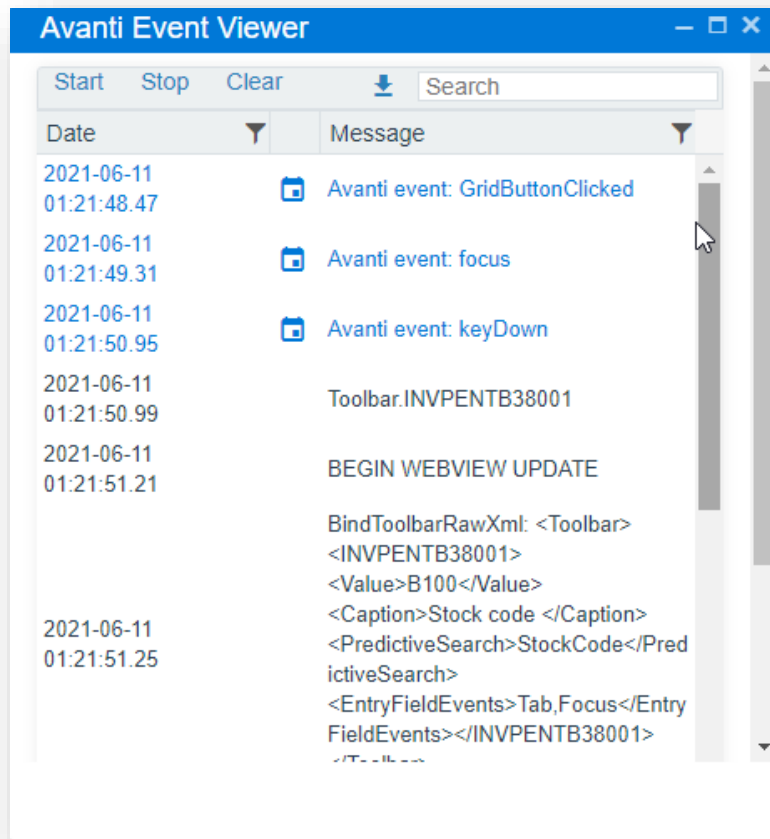 Avanti Event Viewer
Start Stop Clear Search
Date Message
2021-06-11
01:21:48.47
Avanti event: GridButtonClicked
2021-06-11
01:21:49.31
Avanti event: focus
2021-06-11
01:21:50.95
Avanti event: keyDown
2021-06-11
01:21:50.99
Toolbar.INVPENTB38001
2021-06-11
01:21:51.21
BEGIN WEBVIEW UPDATE
2021-06-11
01:21:51.25
BindToolbarRawXml: <Toolbar>
<INVPENTB38001>
<Value>B100</Value>
<Caption>Stock code </Caption>
<PredictiveSearch>StockCode</Pred
ictiveSearch>
<EntryFieldEvents>Tab,Focus</Entry
FieldEvents></INVPENTB38001>
</Toolbar>